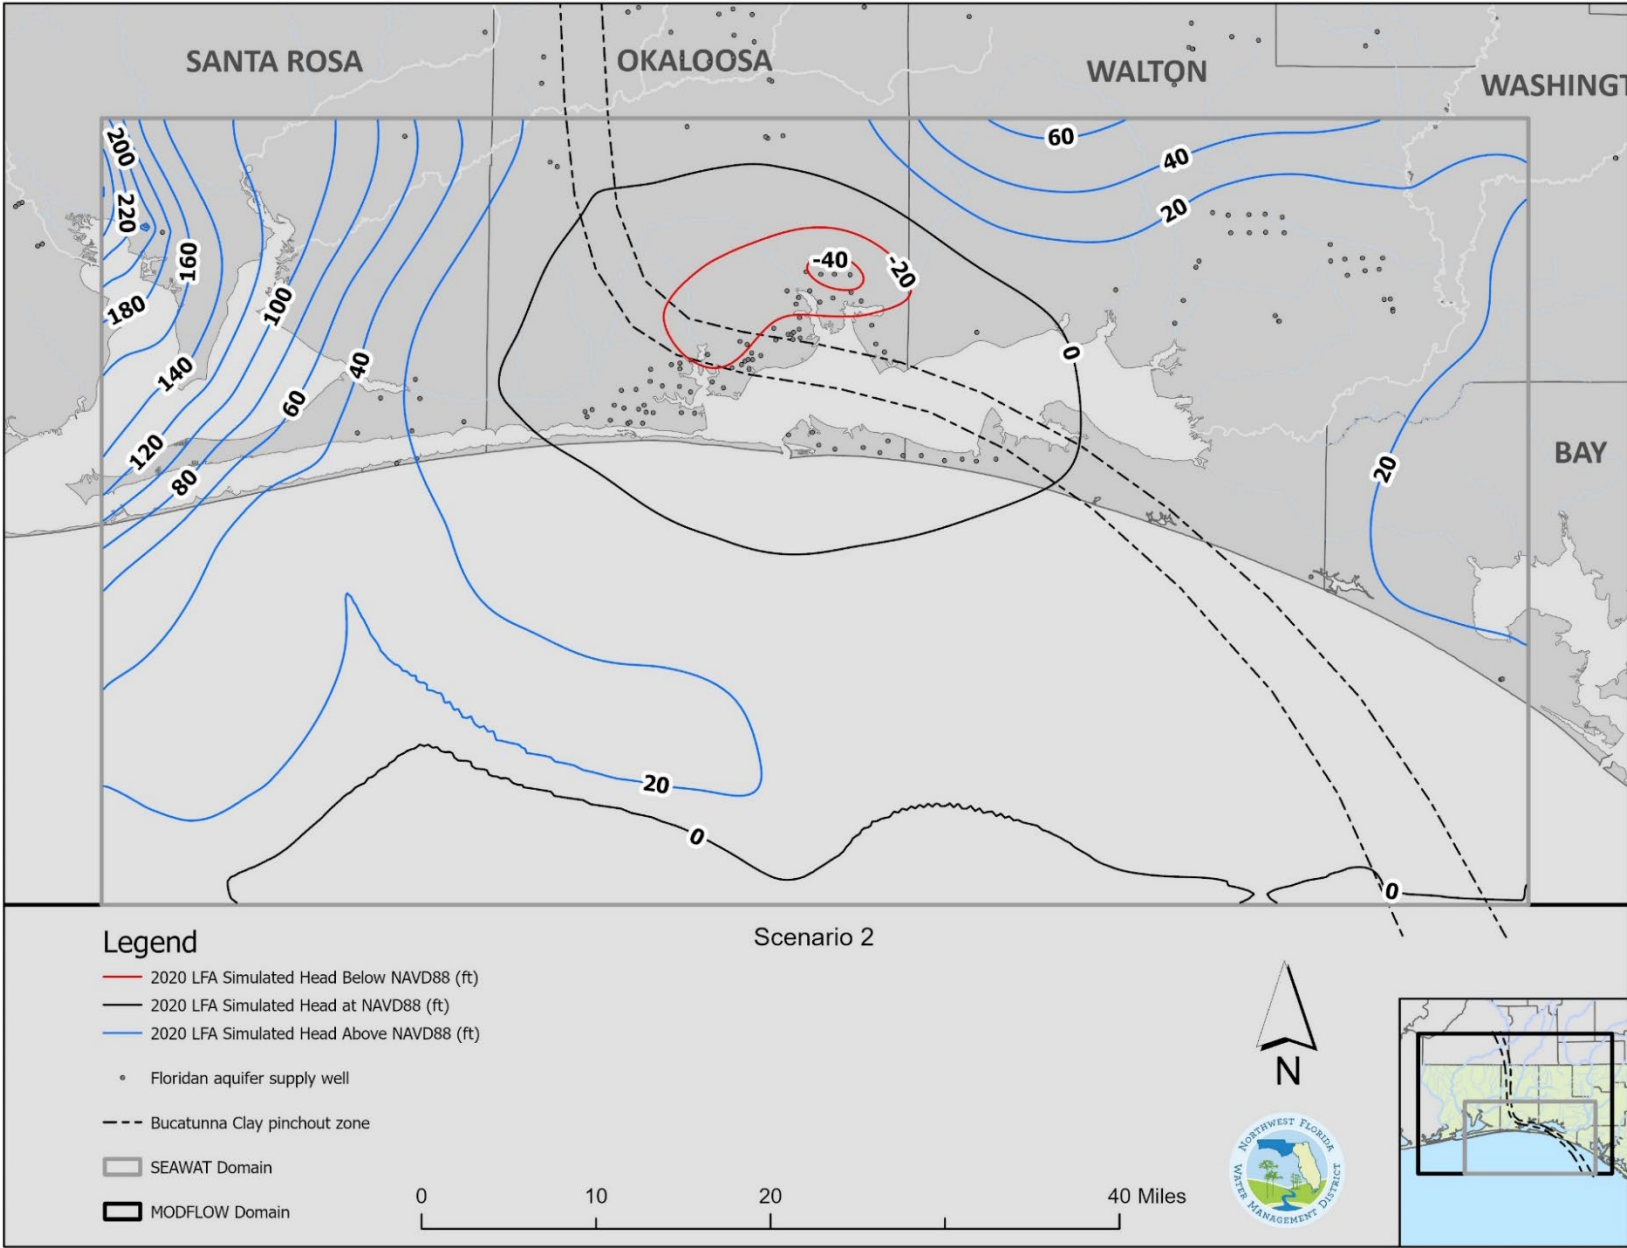 SANTA ROSA
OKALOOSA
WALTON
WASHINGT
200
60
40
220
20
160
-40
-20
180
100
0
140
40
60
120
80
BAY
20
20
0
0
Scenario 2
Legend
2020 LFA Simulated Head Below NAVD88 (ft)
2020 LFA Simulated Head at NAVD88 (ft)
2020 LFA Simulated Head Above NAVD88 (ft)
Floridan aquifer supply well
Bucatunna Clay pinchout zone
SEAWAT Domain
MODFLOW Domain
0 10 20 40 Miles
N
NORTHWEST FLORIDA
WATER MANAGEMENT DISTRICT